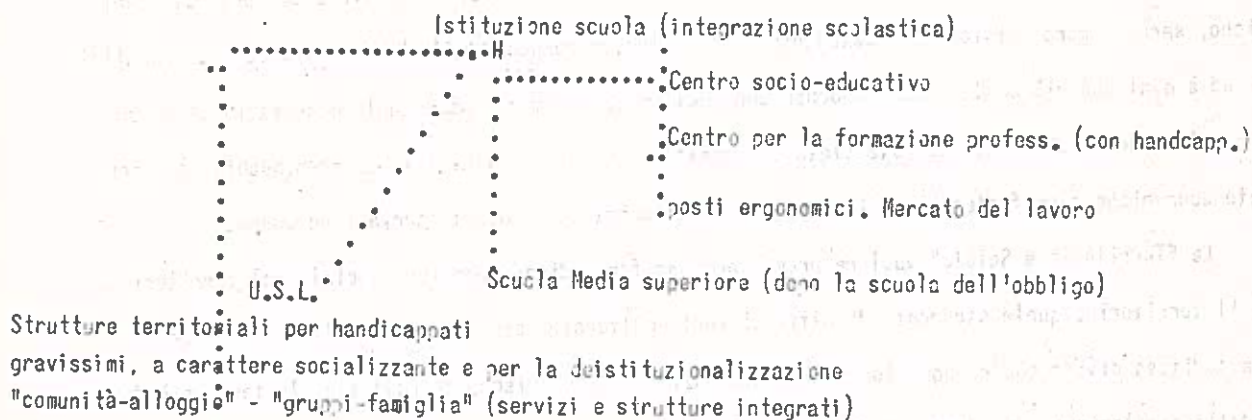 Istituzione scuola (integrazione scolastica)
H
Centro socio-educativo
Centro per la formazione profess. (con handcapp.)
posti ergonomici. Mercato del lavoro
U.S.L.
Scuola Media superiore (dopo la scuola dell'obbligo)
Strutture territoriali per handicappati
gravissimi, a carattere socializzante e per la deistituzionalizzazione
"comunità-alloggio" - "gruppi-famiglia" (servizi e strutture integrati)